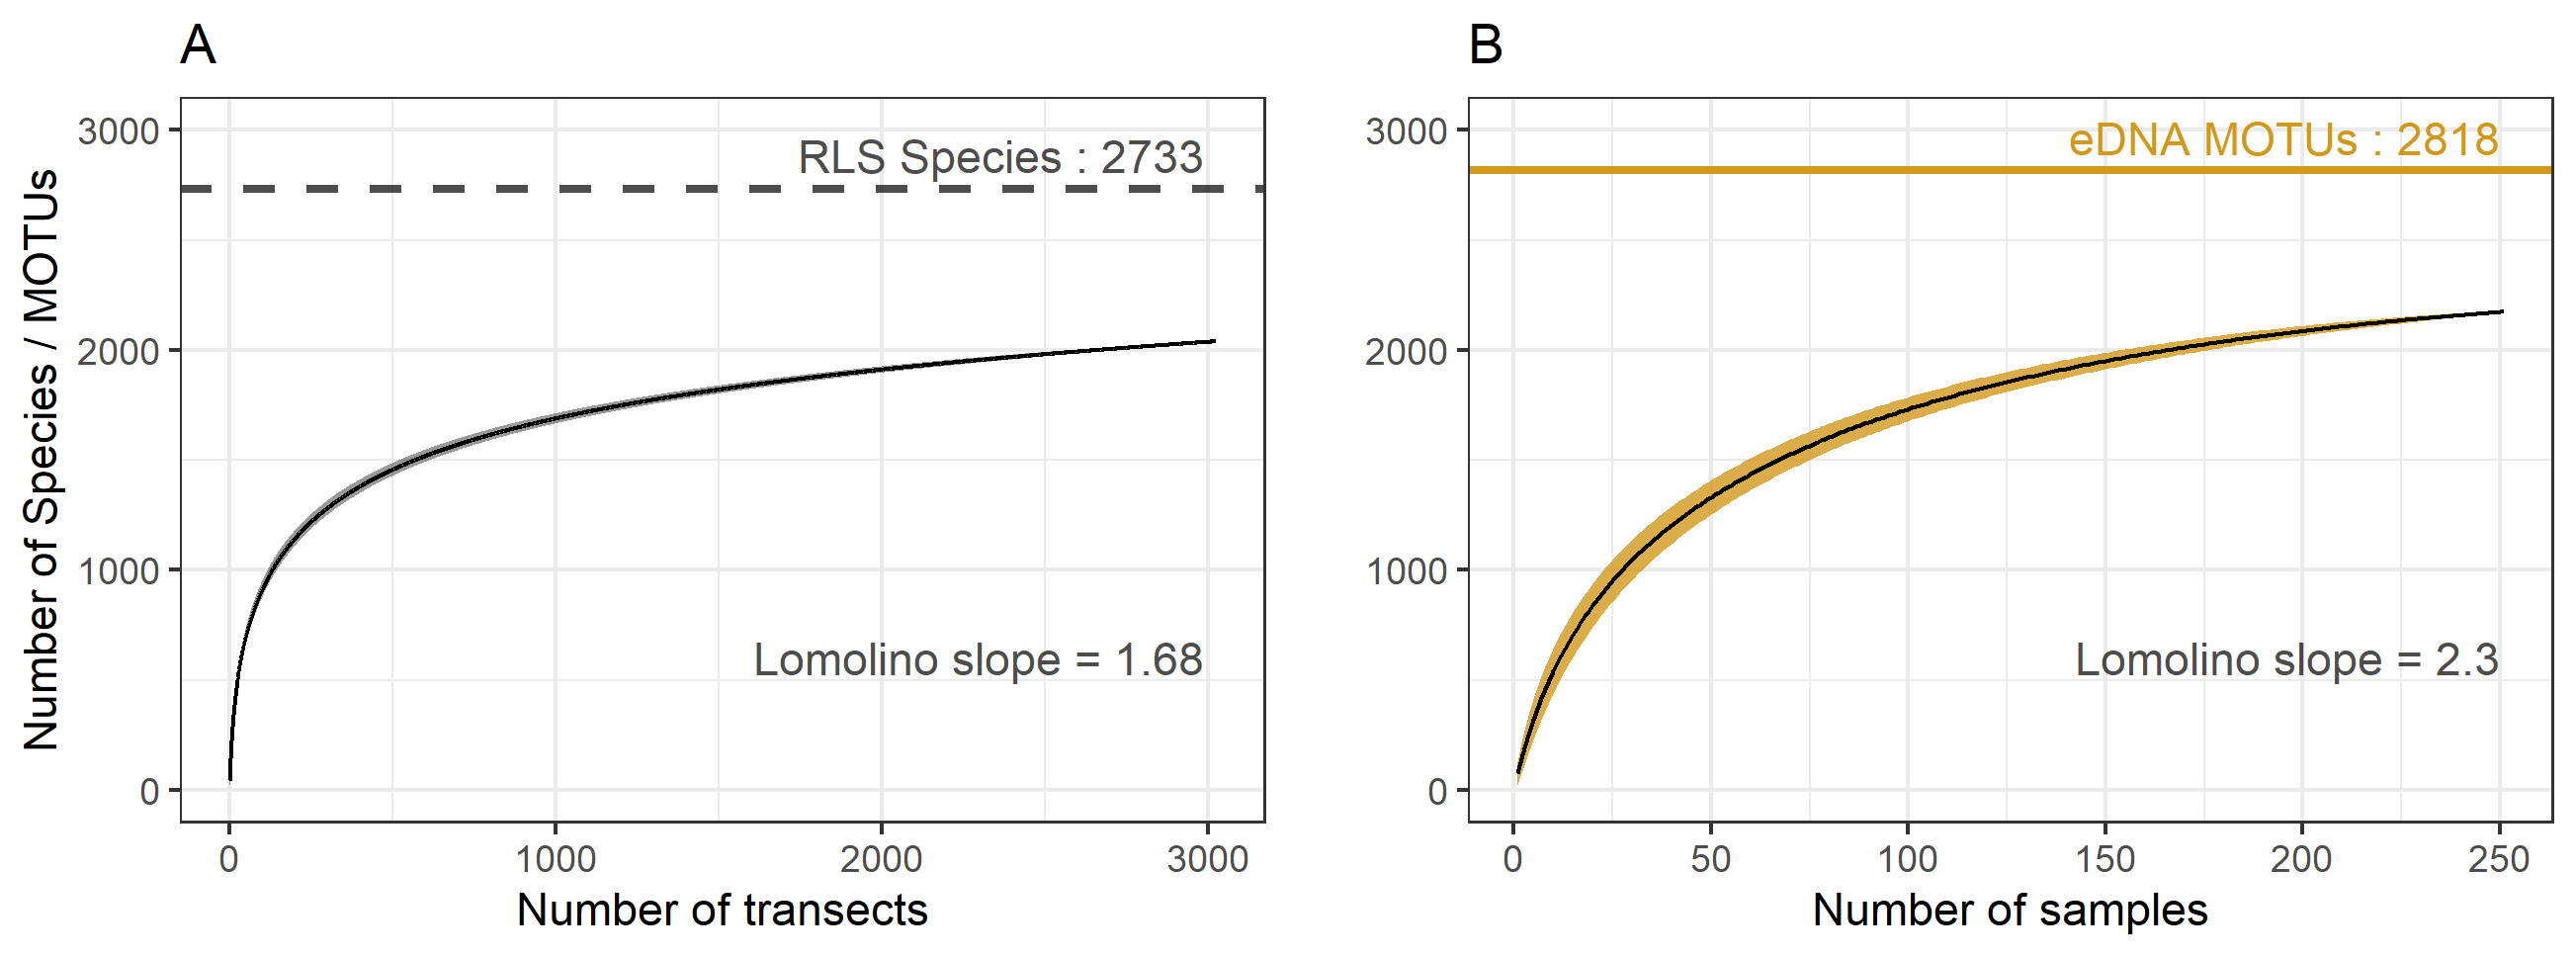 A
Number of Species / MOTUs
3000
2000
1000
0
RLS Species : 2733
Lomolino slope = 1.68
0 1000 2000 3000
Number of transects
B
3000
2000
1000
0
eDNA MOTUs : 2818
Lomolino slope = 2.3
0 50 100 150 200 250
Number of samples